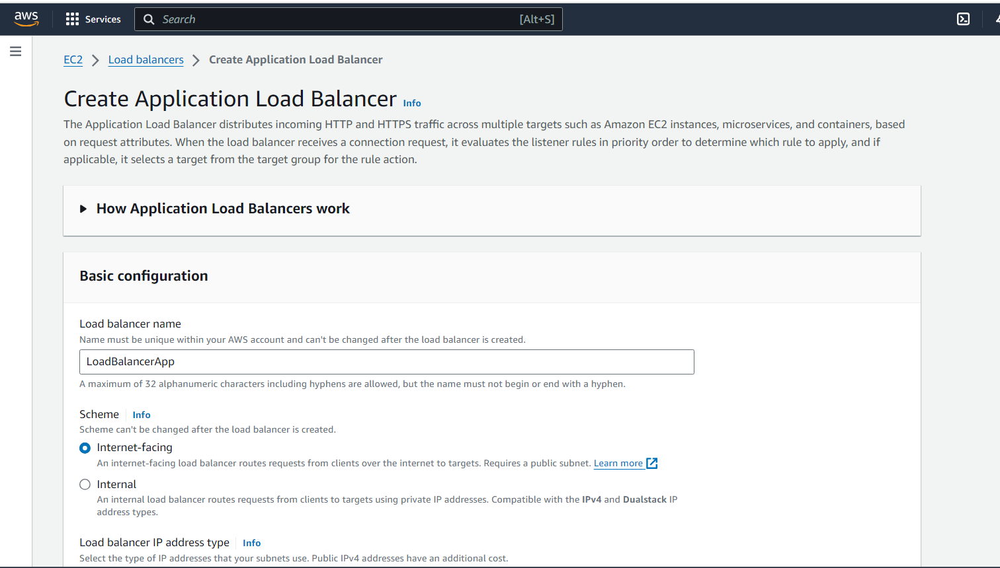 aws
Services
Search
[Alt+S]
EC2 Load balancers Create Application Load Balancer
Create Application Load Balancer Info
The Application Load Balancer distributes incoming HTTP and HTTPS traffic across multiple targets such as Amazon EC2 instances, microservices, and containers, based
on request attributes. When the load balancer receives a connection request, it evaluates the listener rules in priority order to determine which rule to apply, and if
applicable, it selects a target from the target group for the rule action.
How Application Load Balancers work
Basic configuration
Load balancer name
Name must be unique within your AWS account and can't be changed after the load balancer is created.
LoadBalancerApp
A maximum of 32 alphanumeric characters including hyphens are allowed, but the name must not begin or end with a hyphen.
Scheme Info
Scheme can't be changed after the load balancer is created.
Internet-facing
An internet-facing load balancer routes requests from clients over the internet to targets. Requires a public subnet. Learn more
Internal
An internal load balancer routes requests from clients to targets using private IP addresses. Compatible with the IPv4 and Dualstack IP
address types.
Load balancer IP address type Info
Select the type of IP addresses that your subnets use. Public IPv4 addresses have an additional cost.